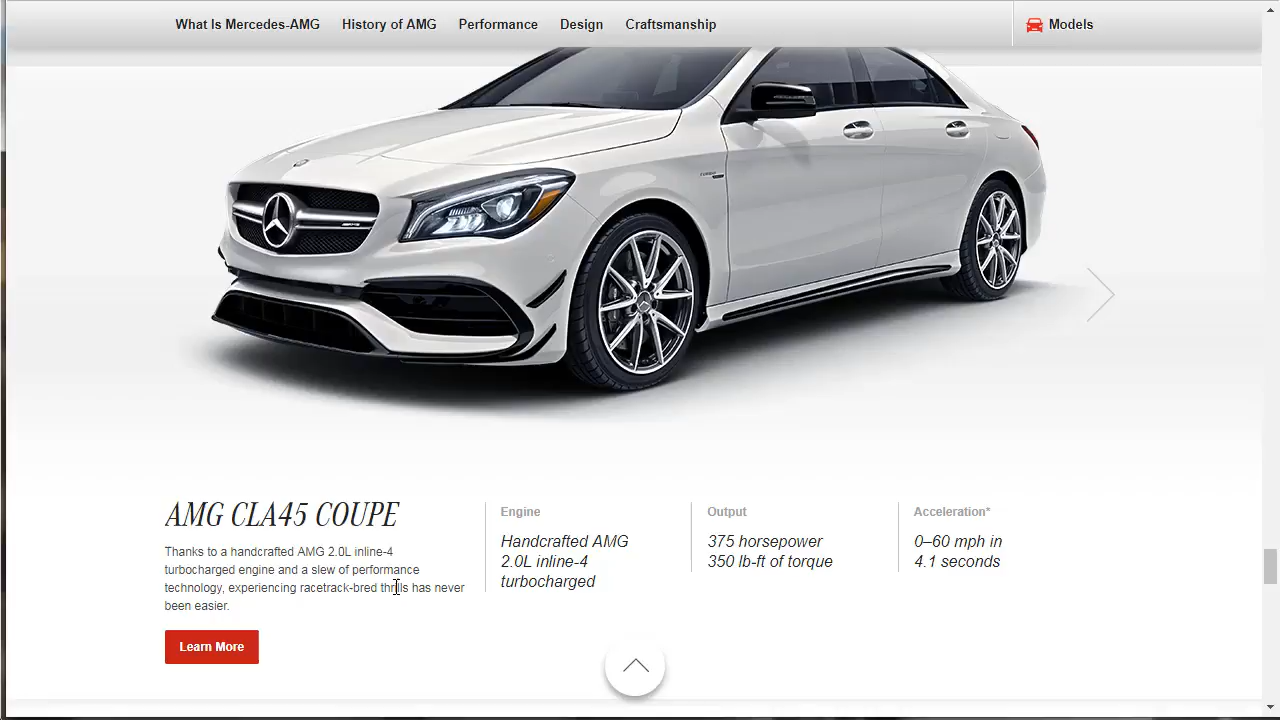 What Is Mercedes-AMG History of AMG Performance Design Craftsmanship Models
AMG CLA45 COUPE
Thanks to a handcrafted AMG 2.0L inline-4
turbocharged engine and a slew of performance
technology, experiencing racetrack-bred thrills has never
been easier.
Learn More
Engine
Handcrafted AMG
2.0L inline-4
turbocharged
Output
375 horsepower
350 lb-ft of torque
Acceleration*
0–60 mph in
4.1 seconds